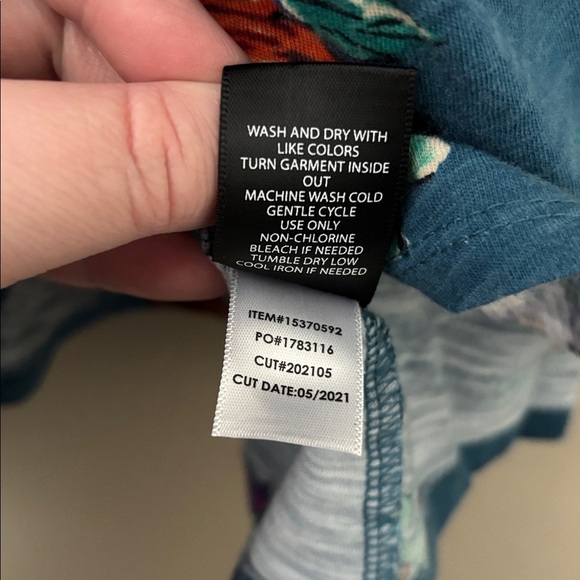 WASH AND DRY WITH
LIKE COLORS
TURN GARMENT INSIDE
OUT
MACHINE WASH COLD
GENTLE CYCLE
USE ONLY
NON-CHLORINE
BLEACH IF NEEDED
TUMBLE DRY LOW
COOL IRON IF NEEDED
ITEM#15370592
PO#1783116
CUT#202105
CUT DATE:05/2021